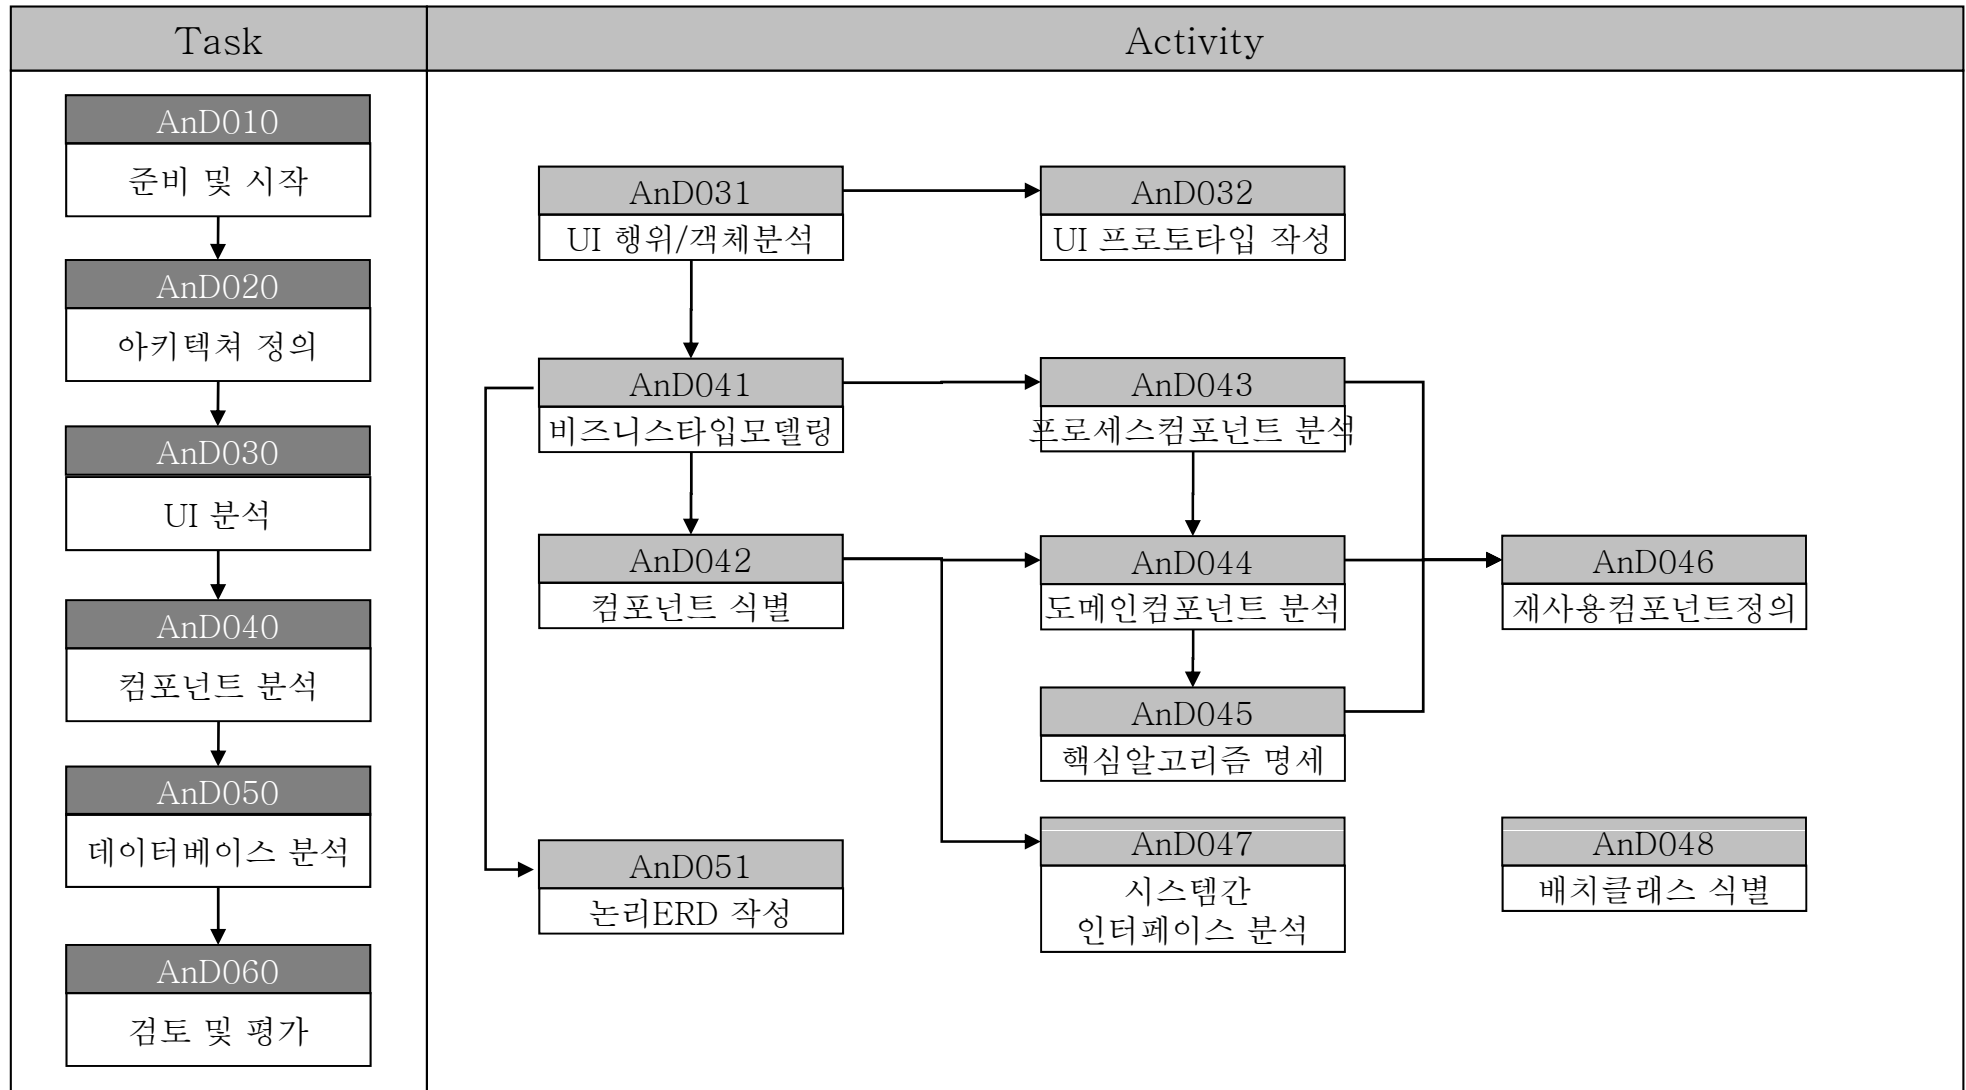 Task
Activity
AnD010
준비 및 시작
AnD020
아키텍쳐 정의
AnD030
UI 분석
AnD040
컴포넌트 분석
AnD050
데이터베이스 분석
AnD060
검토 및 평가
AnD031
UI 행위/객체분석
AnD032
UI 프로토타입 작성
AnD041
비즈니스타입모델링
AnD043
프로세스컴포넌트 분석
AnD042
컴포넌트 식별
AnD044
도메인컴포넌트 분석
AnD046
재사용컴포넌트정의
AnD045
핵심알고리즘 명세
AnD051
논리ERD 작성
AnD047
시스템간
인터페이스 분석
AnD048
배치클래스 식별